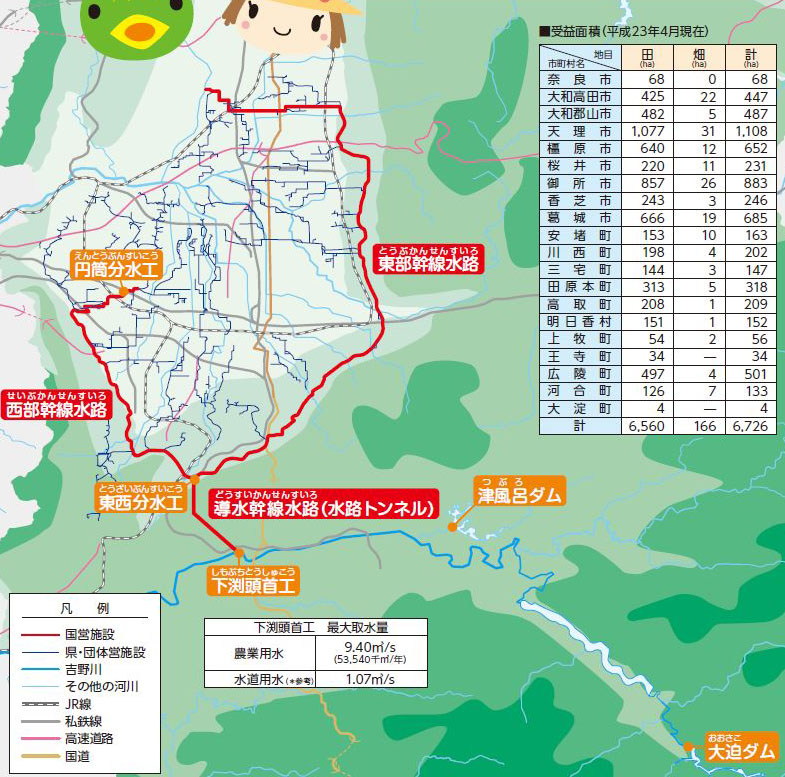 ■受益面積(平成23年4月現在)
地目
市町村名
田
(ha)
畑
(ha)
計
(ha)
奈良市 68 0 68
大和高田市 425 22 447
大和郡山市 482 5 487
天理市 1,077 31 1,108
橿原市 640 12 652
桜井市 220 11 231
御所市 857 26 883
香芝市 243 3 246
葛城市 666 19 685
安堵町 153 10 163
川西町 198 4 202
三宅町 144 3 147
田原本町 313 5 318
高取町 208 1 209
明日香村 151 1 152
上牧町 54 2 56
王寺町 34 — 34
広陵町 497 4 501
河合町 126 7 133
大淀町 4 — 4
計 6,560 166 6,726
とうぶかんせんすいろ
東部幹線水路
えんとうぶんすいこう
円筒分水工
せいぶかんせんすいろ
西部幹線水路
とうざいぶんすいこう
東西分水工
どうすいかんせんすいろ
導水幹線水路(水路トンネル)
つぶろ
津風呂ダム
しもぶちとうしゅこう
下渕頭首工
おおさこ
大迫ダム
凡例
国営施設
県・団体営施設
吉野川
その他の河川
JR線
私鉄線
高速道路
国道
下渕頭首工 最大取水量
農業用水 9.40㎥/s
(53,540千㎥/年)
水道用水(*参考) 1.07㎥/s